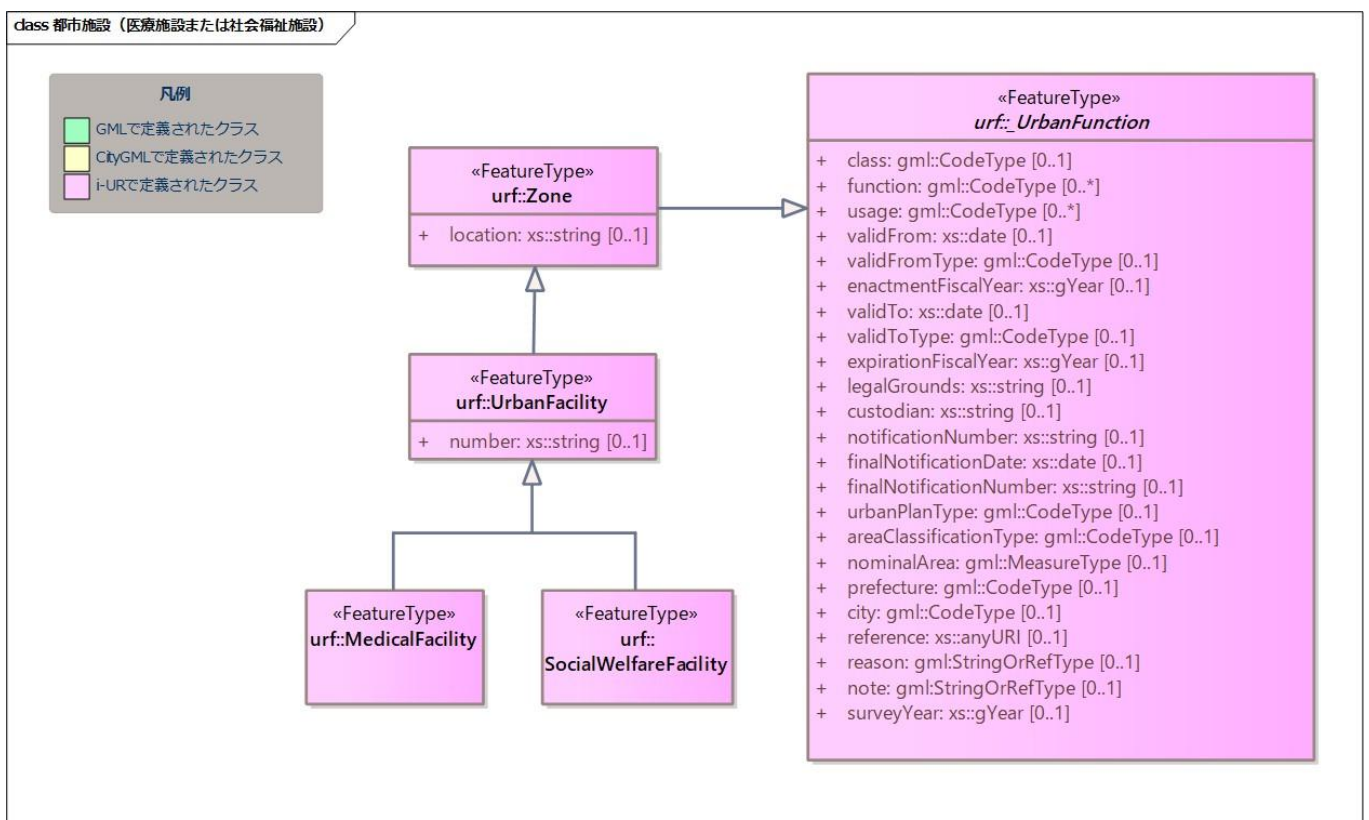 class 都市施設（医療施設または社会福祉施設）
凡例
GMLで定義されたクラス
CityGMLで定義されたクラス
i-URで定義されたクラス
«FeatureType»
urf::Zone
+ location: xs::string [0..1]
«FeatureType»
urf::UrbanFacility
+ number: xs::string [0..1]
«FeatureType»
urf::MedicalFacility
«FeatureType»
urf::
SocialWelfareFacility
«FeatureType»
urf::_UrbanFunction
+ class: gml::CodeType [0..1]
+ function: gml::CodeType [0..*]
+ usage: gml::CodeType [0..*]
+ validFrom: xs::date [0..1]
+ validFromType: gml::CodeType [0..1]
+ enactmentFiscalYear: xs::gYear [0..1]
+ validTo: xs::date [0..1]
+ validToType: gml::CodeType [0..1]
+ expirationFiscalYear: xs::gYear [0..1]
+ legalGrounds: xs::string [0..1]
+ custodian: xs::string [0..1]
+ notificationNumber: xs::string [0..1]
+ finalNotificationDate: xs::date [0..1]
+ finalNotificationNumber: xs::string [0..1]
+ urbanPlanType: gml::CodeType [0..1]
+ areaClassificationType: gml::CodeType [0..1]
+ nominalArea: gml::MeasureType [0..1]
+ prefecture: gml::CodeType [0..1]
+ city: gml::CodeType [0..1]
+ reference: xs::anyURI [0..1]
+ reason: gml:StringOrRefType [0..1]
+ note: gml:StringOrRefType [0..1]
+ surveyYear: xs::gYear [0..1]